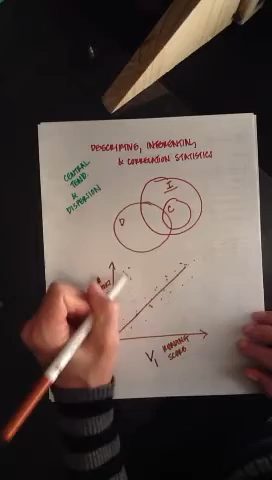 DESCRIPTIVE, INFERENTIAL,
& CORRELATION STATISTICS
CENTRAL
TEND.
&
DISPERSION
I
C
D
V1
READING
SCORE